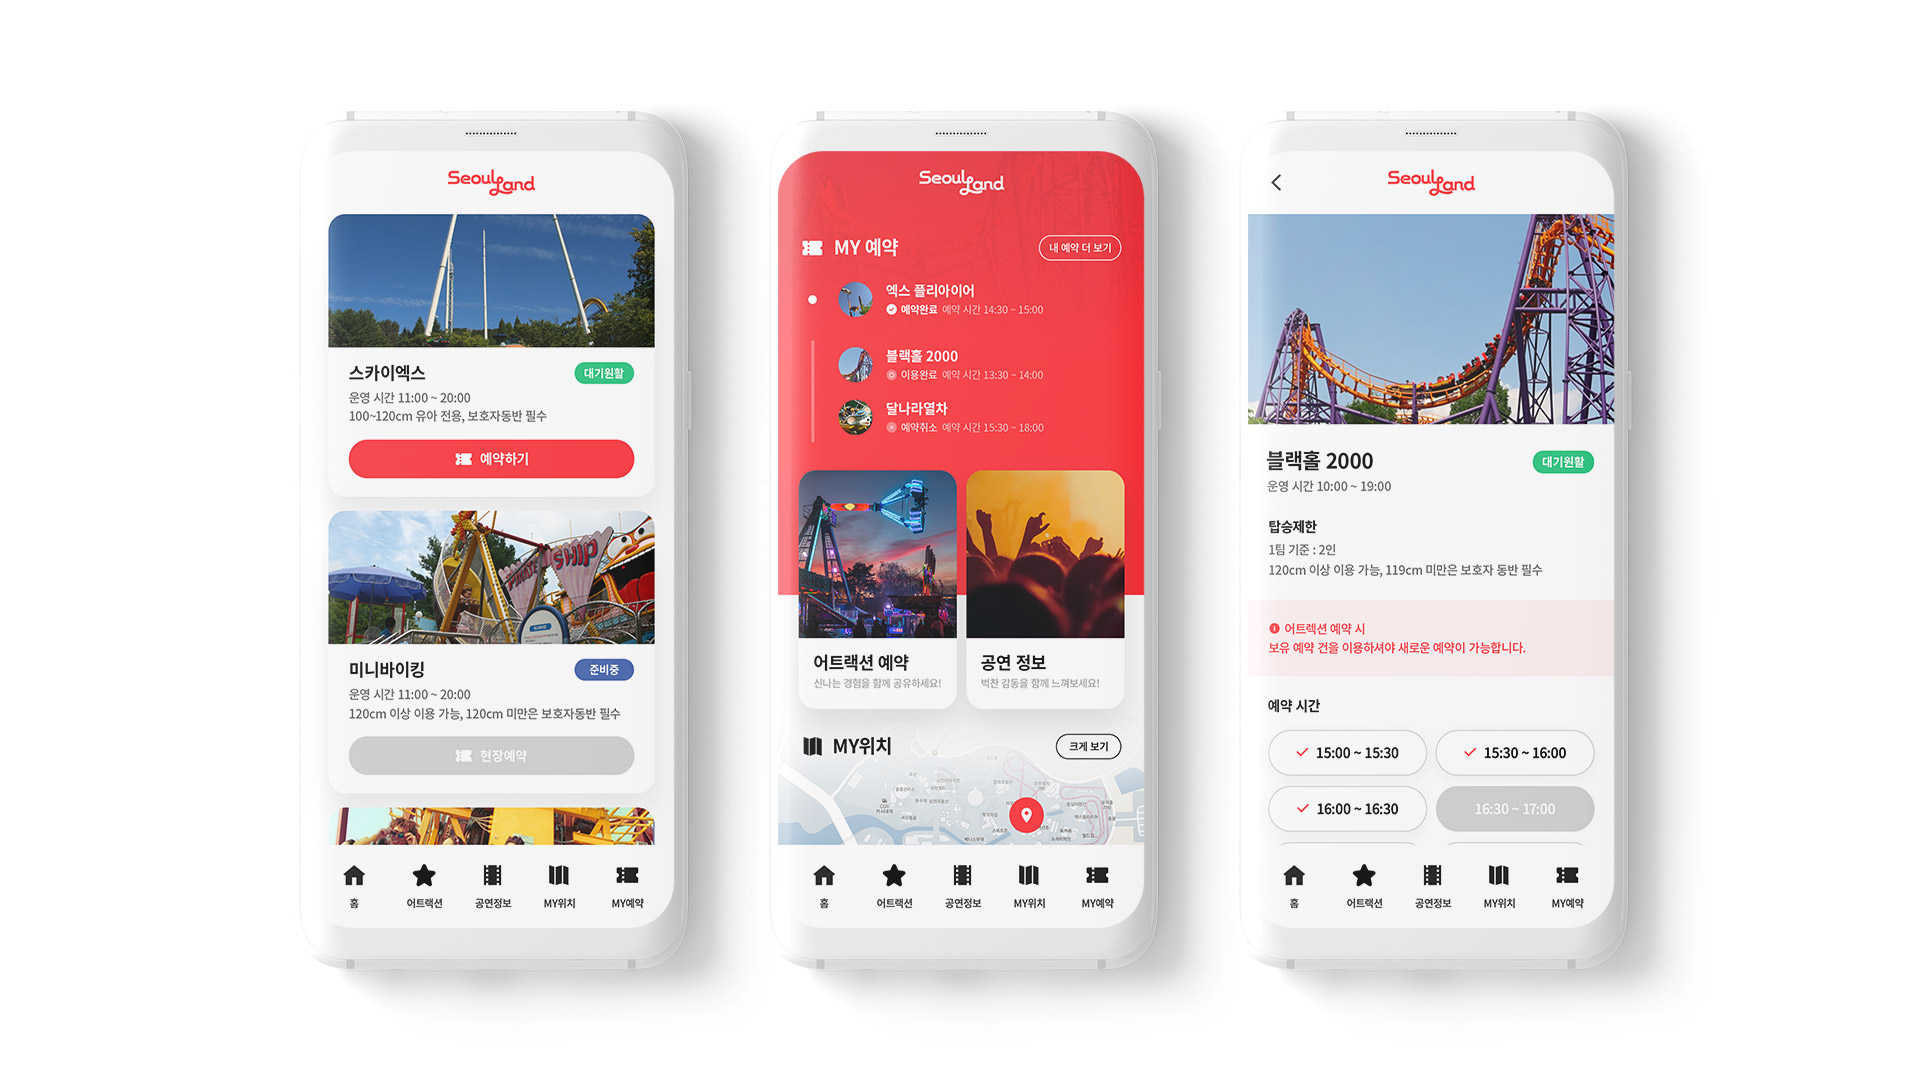 SeoulLand
스카이엑스
대기원활
운영 시간 11:00 ~ 20:00
100~120cm 유아 전용, 보호자동반 필수
예약하기
PIRATE SHIP
미니바이킹
준비중
운영 시간 11:00 ~ 20:00
120cm 이상 이용 가능, 120cm 미만은 보호자동반 필수
현장예약
홈
어트랙션
공연정보
MY위치
MY예약
SeoulLand
MY 예약
내 예약 더 보기
엑스 플라이어
예약완료 예약 시간 14:30 ~ 15:00
블랙홀 2000
이용완료 예약 시간 13:30 ~ 14:00
달나라열차
예약취소 예약 시간 15:30 ~ 18:00
어트랙션 예약
신나는 경험을 함께 공유하세요!
공연 정보
벅찬 감동을 함께 느껴보세요!
MY위치
크게 보기
홈
어트랙션
공연정보
MY위치
MY예약
SeoulLand
블랙홀 2000
대기원활
운영 시간 10:00 ~ 19:00
탑승제한
1팀 기준 : 2인
120cm 이상 이용 가능, 119cm 미만은 보호자 동반 필수
어트렉션 예약 시
보유 예약 건을 이용하셔야 새로운 예약이 가능합니다.
예약 시간
15:00 ~ 15:30
15:30 ~ 16:00
16:00 ~ 16:30
16:30 ~ 17:00
홈
어트랙션
공연정보
MY위치
MY예약